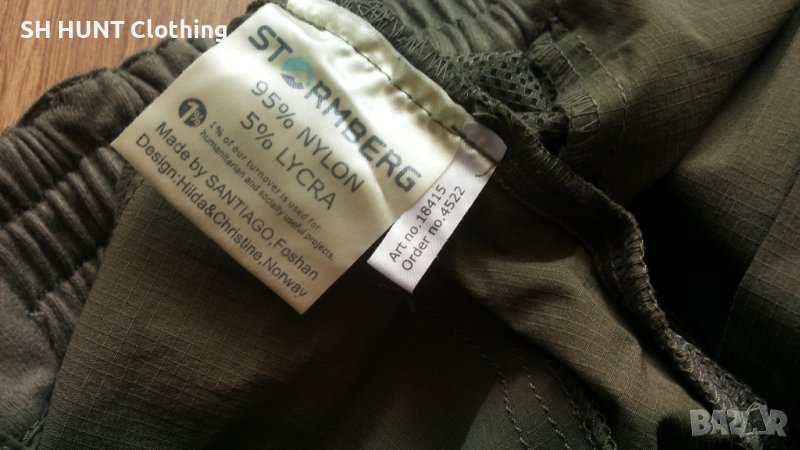 SH HUNT Clothing
STORMBERG
95% NYLON
5% LYCRA
1%
1% of our turnover is used for
humanitarian and socially useful projects.
Made by SANTIAGO,Foshan
Design:Hilda&Christine,Norway
Art no.18415
Order no.4522
BAZAR